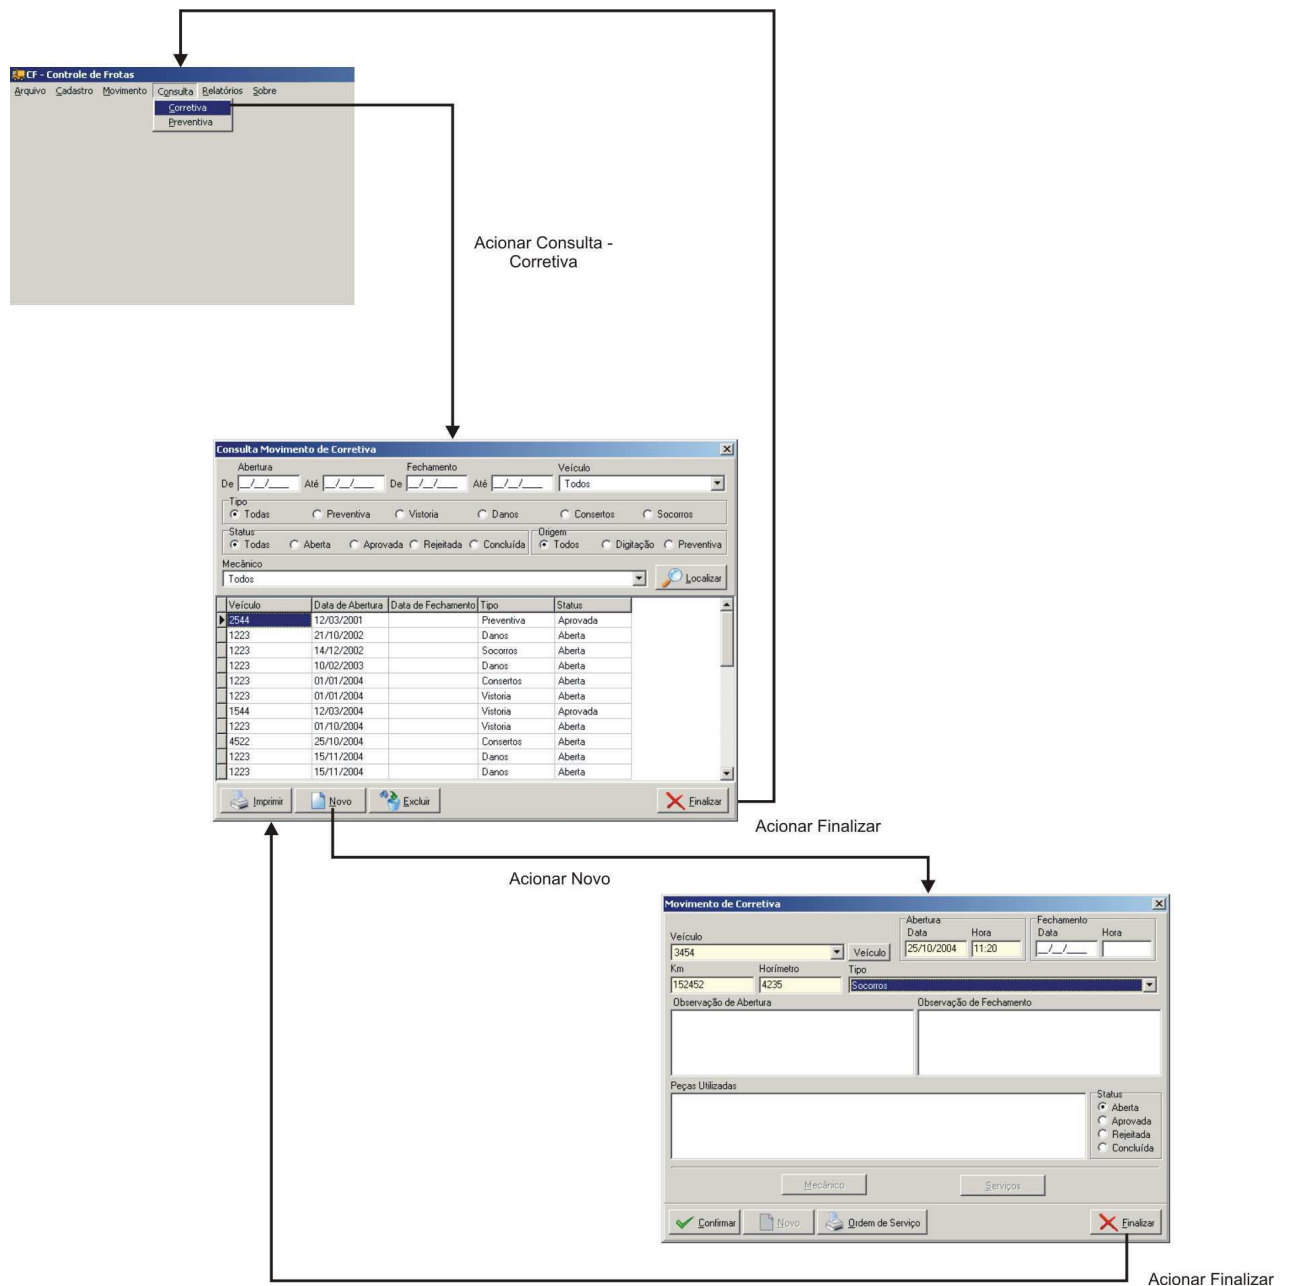 CF - Controle de Frotas
Arquivo Cadastro Movimento Consulta Relatórios Sobre
Corretiva
Preventiva
Acionar Consulta -
Corretiva
Consulta Movimento de Corretiva
Abertura Fechamento Veículo
De __/__/____ Até __/__/____ De __/__/____ Até __/__/____ Todos
Tipo
Todas Preventiva Vistoria Danos Consertos Socorros
Status Origem
Todas Aberta Aprovada Rejeitada Concluída Todos Digitação Preventiva
Mecânico
Todos Localizar
Veículo Data de Abertura Data de Fechamento Tipo Status
2544 12/03/2001 Preventiva Aprovada
1223 21/10/2002 Danos Aberta
1223 14/12/2002 Socorros Aberta
1223 10/02/2003 Danos Aberta
1223 01/01/2004 Consertos Aberta
1223 01/01/2004 Vistoria Aberta
1544 12/03/2004 Vistoria Aprovada
1223 01/10/2004 Vistoria Aberta
4522 25/10/2004 Consertos Aberta
1223 15/11/2004 Danos Aberta
1223 15/11/2004 Danos Aberta
Imprimir Novo Excluir Finalizar
Acionar Finalizar
Acionar Novo
Movimento de Corretiva
Abertura Fechamento
Data Hora Data Hora
Veículo
3454 Veículo 25/10/2004 11:20 __/__/____
Km Horímetro Tipo
152452 4235 Socorros
Observação de Abertura Observação de Fechamento
Peças Utilizadas
Status
Aberta
Aprovada
Rejeitada
Concluída
Mecânico Serviços
Confirmar Novo Ordem de Serviço Finalizar
Acionar Finalizar